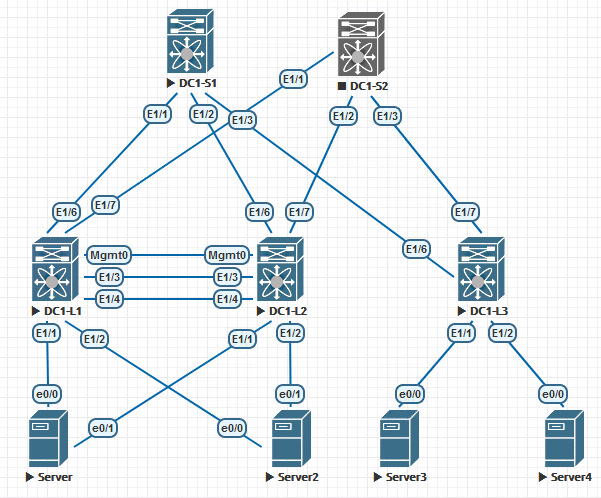 DC1-S1
DC1-S2
E1/1
E1/1
E1/2
E1/3
E1/2
E1/3
E1/6
E1/7
E1/6
E1/7
E1/7
E1/6
Mgmt0
Mgmt0
E1/3
E1/3
E1/4
E1/4
DC1-L1
DC1-L2
DC1-L3
E1/1
E1/2
E1/1
E1/2
E1/1
E1/2
e0/0
e0/1
e0/0
e0/1
e0/0
e0/0
Server
Server2
Server3
Server4